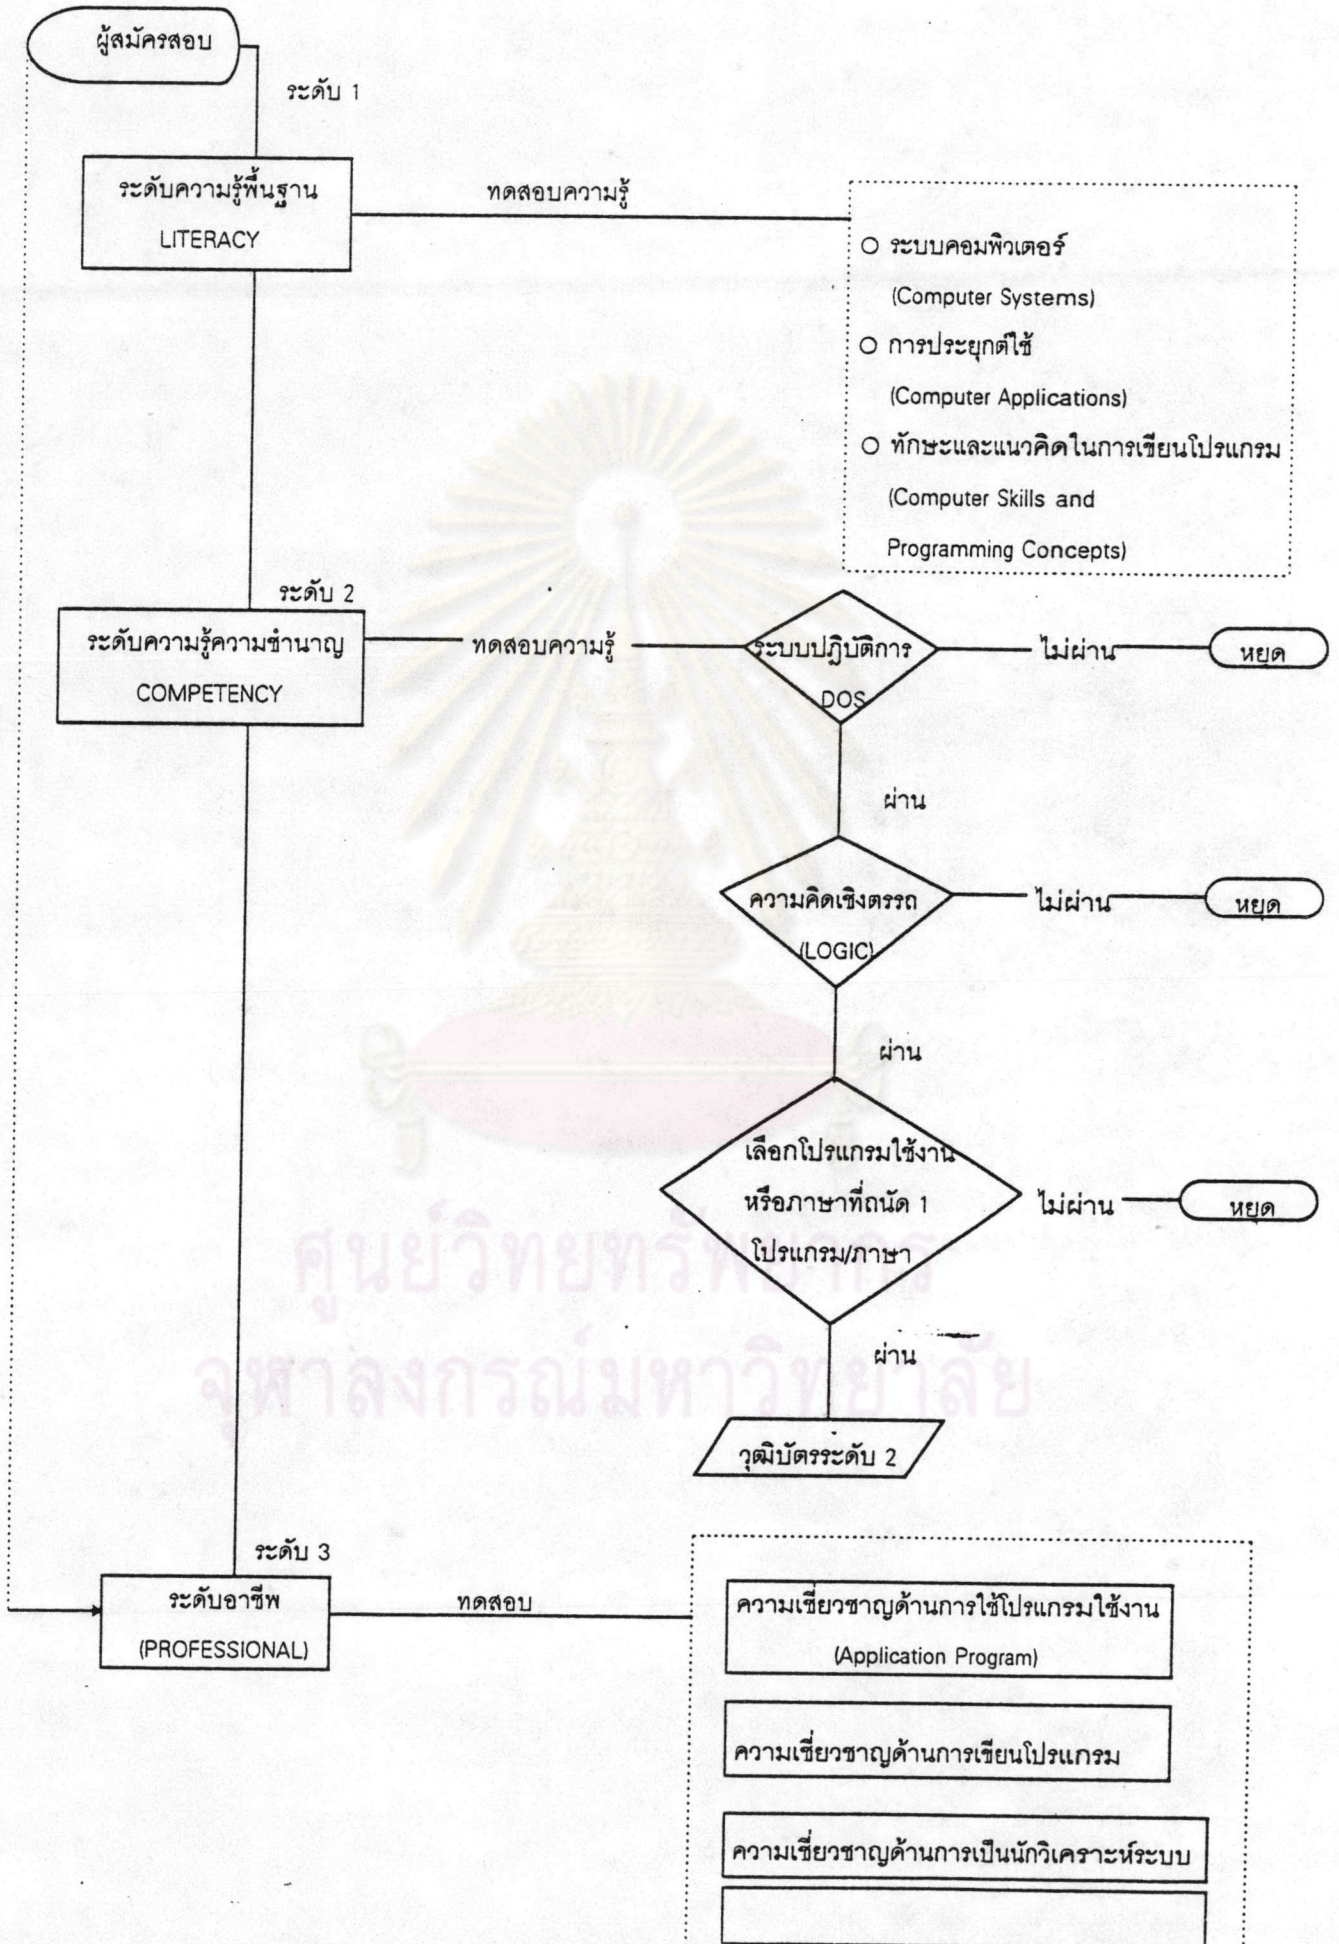 ผู้สมัครสอบ
ระดับ 1
ระดับความรู้พื้นฐาน
LITERACY
ทดสอบความรู้
O ระบบคอมพิวเตอร์
(Computer Systems)
O การประยุกต์ใช้
(Computer Applications)
O ทักษะและแนวคิดในการเขียนโปรแกรม
(Computer Skills and
Programming Concepts)
ระดับ 2
ระดับความรู้ความชำนาญ
COMPETENCY
ทดสอบความรู้
ระบบปฏิบัติการ
DOS
ไม่ผ่าน
หยุด
ผ่าน
ความคิดเชิงตรรถ
(LOGIC)
ไม่ผ่าน
หยุด
ผ่าน
เลือกโปรแกรมใช้งาน
หรือภาษาที่ถนัด 1
โปรแกรม/ภาษา
ไม่ผ่าน
หยุด
ผ่าน
วุฒิบัตรระดับ 2
ศูนย์วิทยทรัพยากร
จุฬาลงกรณ์มหาวิทยาลัย
ระดับ 3
ระดับอาชีพ
(PROFESSIONAL)
ทดสอบ
ความเชี่ยวชาญด้านการใช้โปรแกรมใช้งาน
(Application Program)
ความเชี่ยวชาญด้านการเขียนโปรแกรม
ความเชี่ยวชาญด้านการเป็นนักวิเคราะห์ระบบ